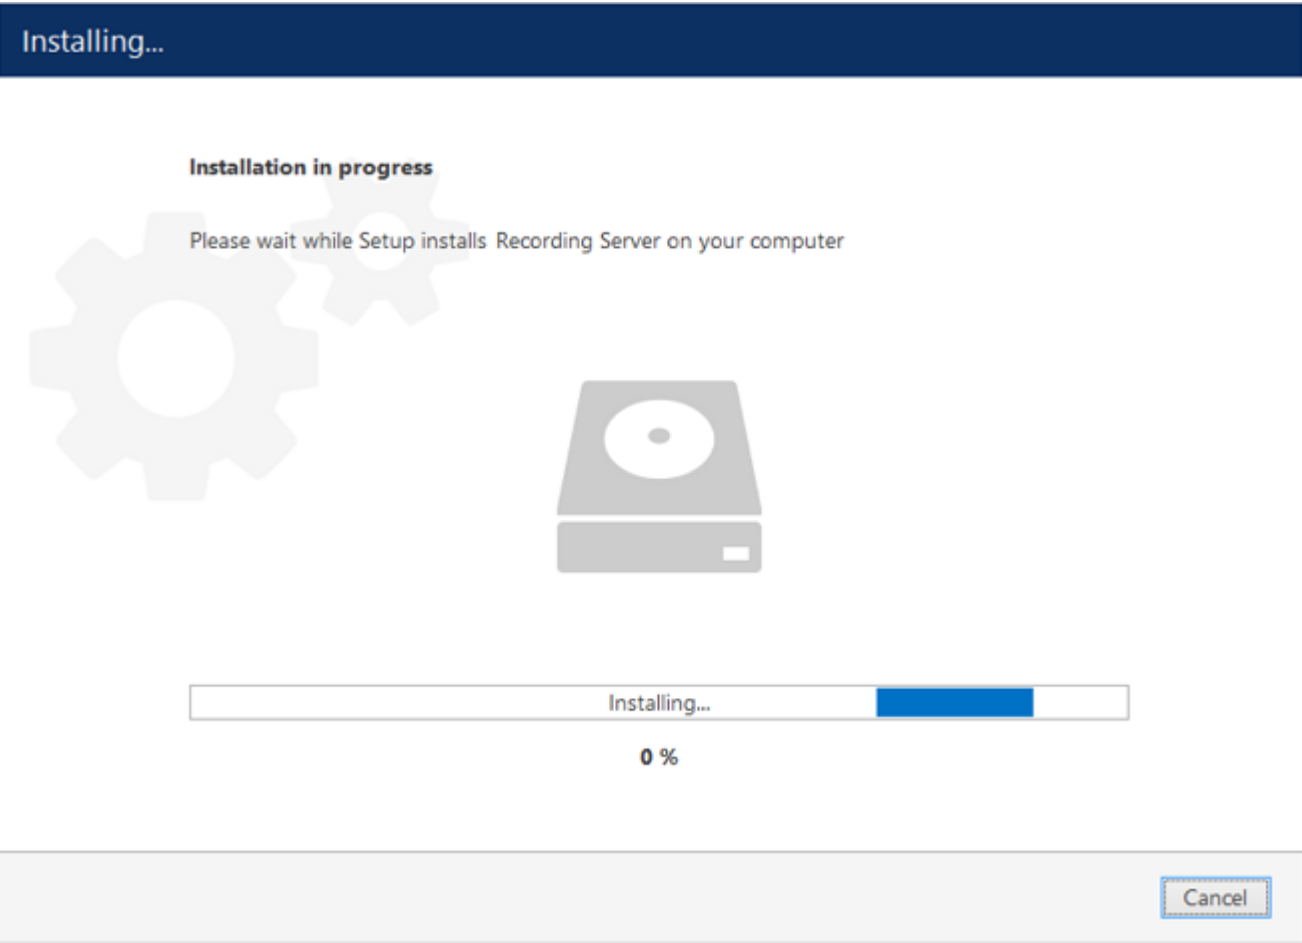 Installing...
Installation in progress
Please wait while Setup installs Recording Server on your computer
Installing...
0 %
Cancel